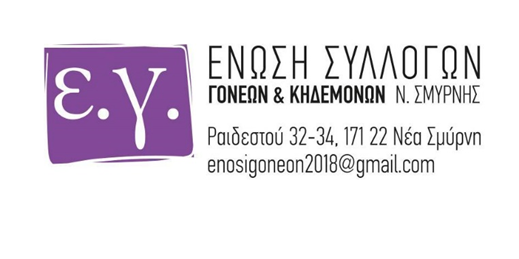 ε.γ.
ΕΝΩΣΗ ΣΥΛΛΟΓΩΝ
ΓΟΝΕΩΝ & ΚΗΔΕΜΟΝΩΝ Ν. ΣΜΥΡΝΗΣ
Ραιδεστού 32-34, 171 22 Νέα Σμύρνη
enosigoneon2018@gmail.com